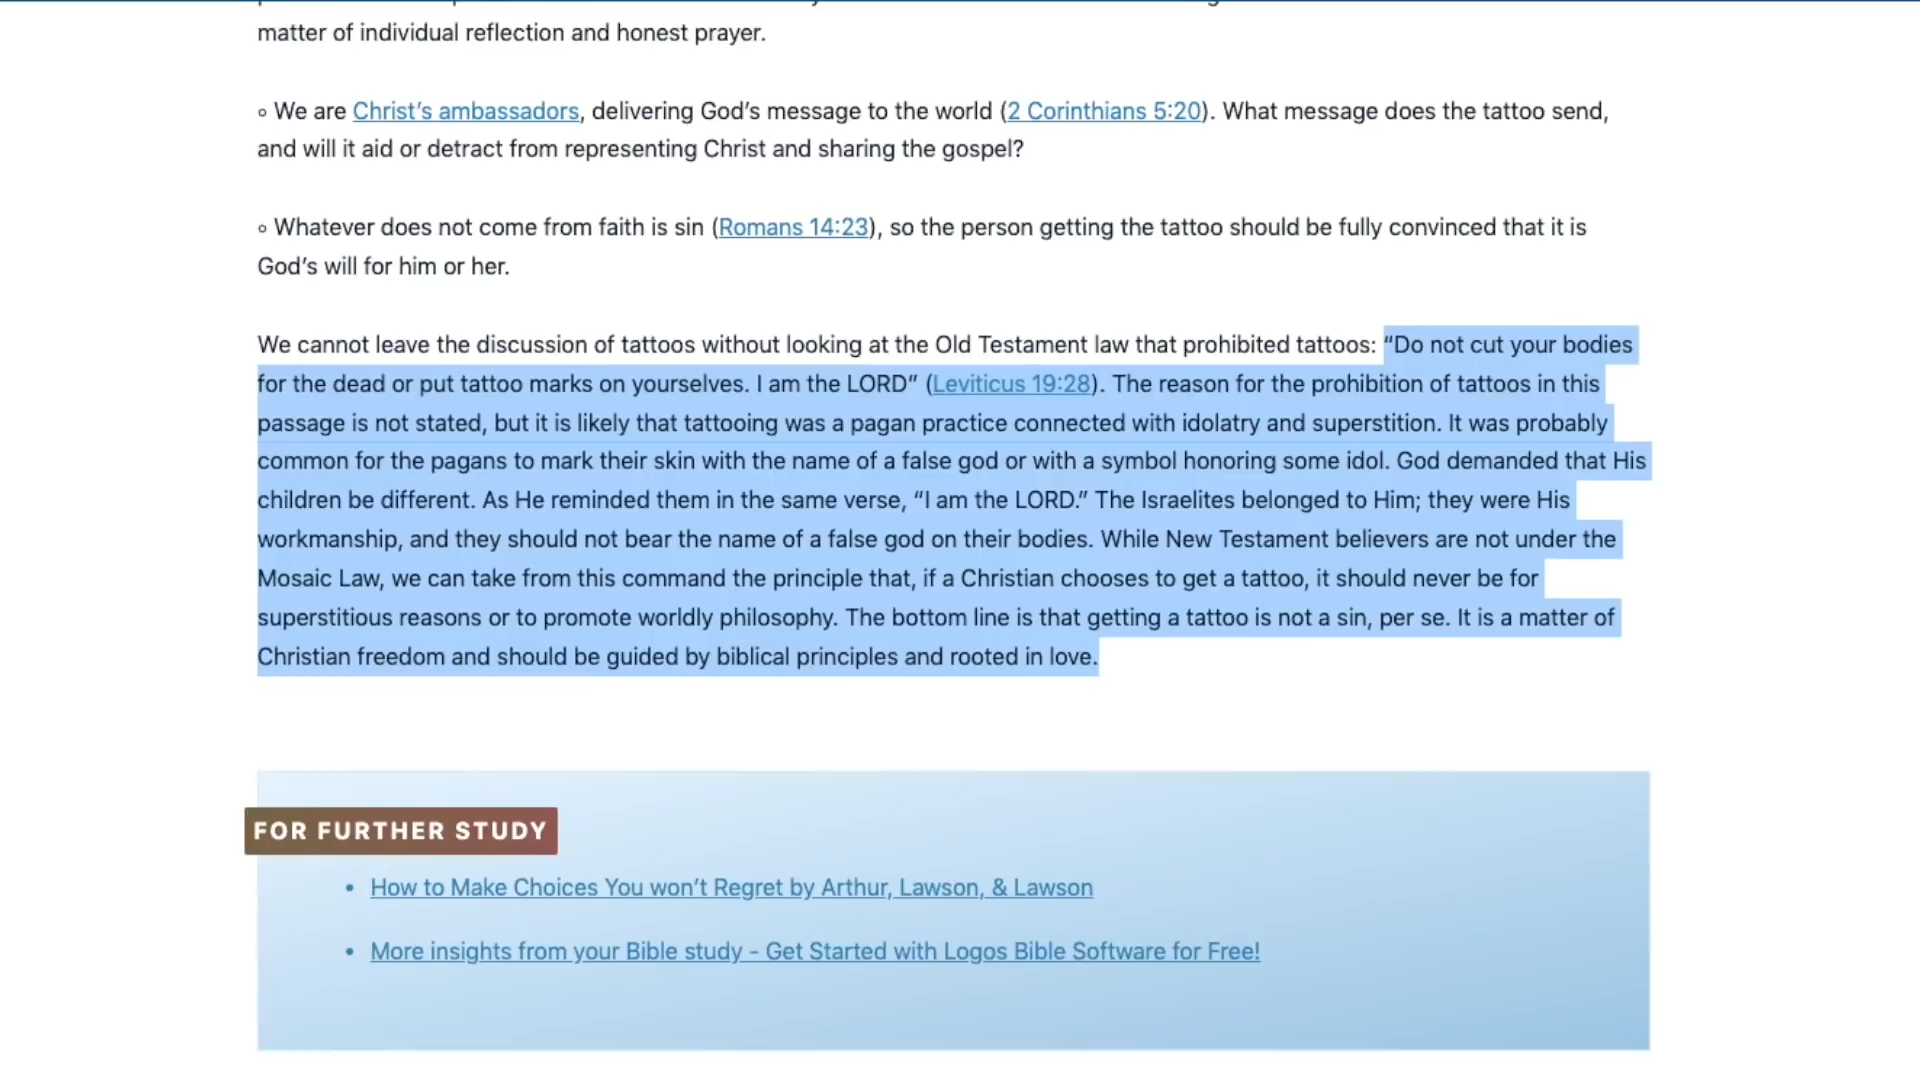 matter of individual reflection and honest prayer.
◦ We are Christ’s ambassadors, delivering God’s message to the world (2 Corinthians 5:20). What message does the tattoo send,
and will it aid or detract from representing Christ and sharing the gospel?
◦ Whatever does not come from faith is sin (Romans 14:23), so the person getting the tattoo should be fully convinced that it is
God’s will for him or her.
We cannot leave the discussion of tattoos without looking at the Old Testament law that prohibited tattoos: “Do not cut your bodies
for the dead or put tattoo marks on yourselves. I am the LORD” (Leviticus 19:28). The reason for the prohibition of tattoos in this
passage is not stated, but it is likely that tattooing was a pagan practice connected with idolatry and superstition. It was probably
common for the pagans to mark their skin with the name of a false god or with a symbol honoring some idol. God demanded that His
children be different. As He reminded them in the same verse, “I am the LORD.” The Israelites belonged to Him; they were His
workmanship, and they should not bear the name of a false god on their bodies. While New Testament believers are not under the
Mosaic Law, we can take from this command the principle that, if a Christian chooses to get a tattoo, it should never be for
superstitious reasons or to promote worldly philosophy. The bottom line is that getting a tattoo is not a sin, per se. It is a matter of
Christian freedom and should be guided by biblical principles and rooted in love.
FOR FURTHER STUDY
• How to Make Choices You won’t Regret by Arthur, Lawson, & Lawson
• More insights from your Bible study - Get Started with Logos Bible Software for Free!